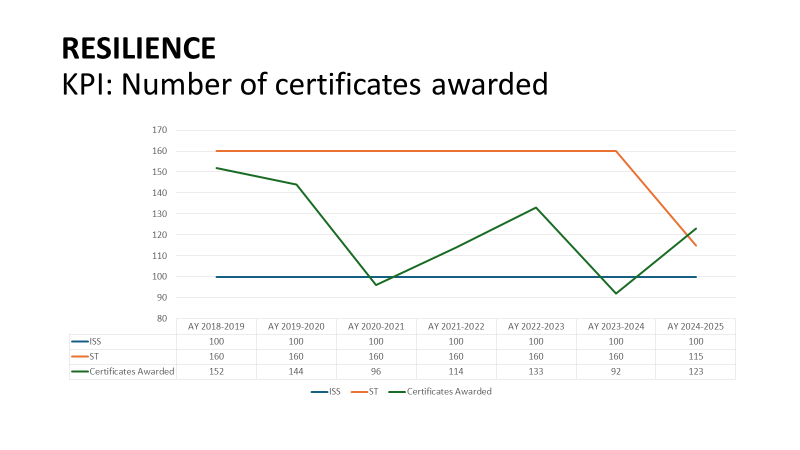 RESILIENCE
KPI: Number of certificates awarded
170
160
150
140
130
120
110
100
90
80
AY 2018-2019 AY 2019-2020 AY 2020-2021 AY 2021-2022 AY 2022-2023 AY 2023-2024 AY 2024-2025
ISS 100 100 100 100 100 100 100
ST 160 160 160 160 160 160 115
Certificates Awarded 152 144 96 114 133 92 123
ISS ST Certificates Awarded